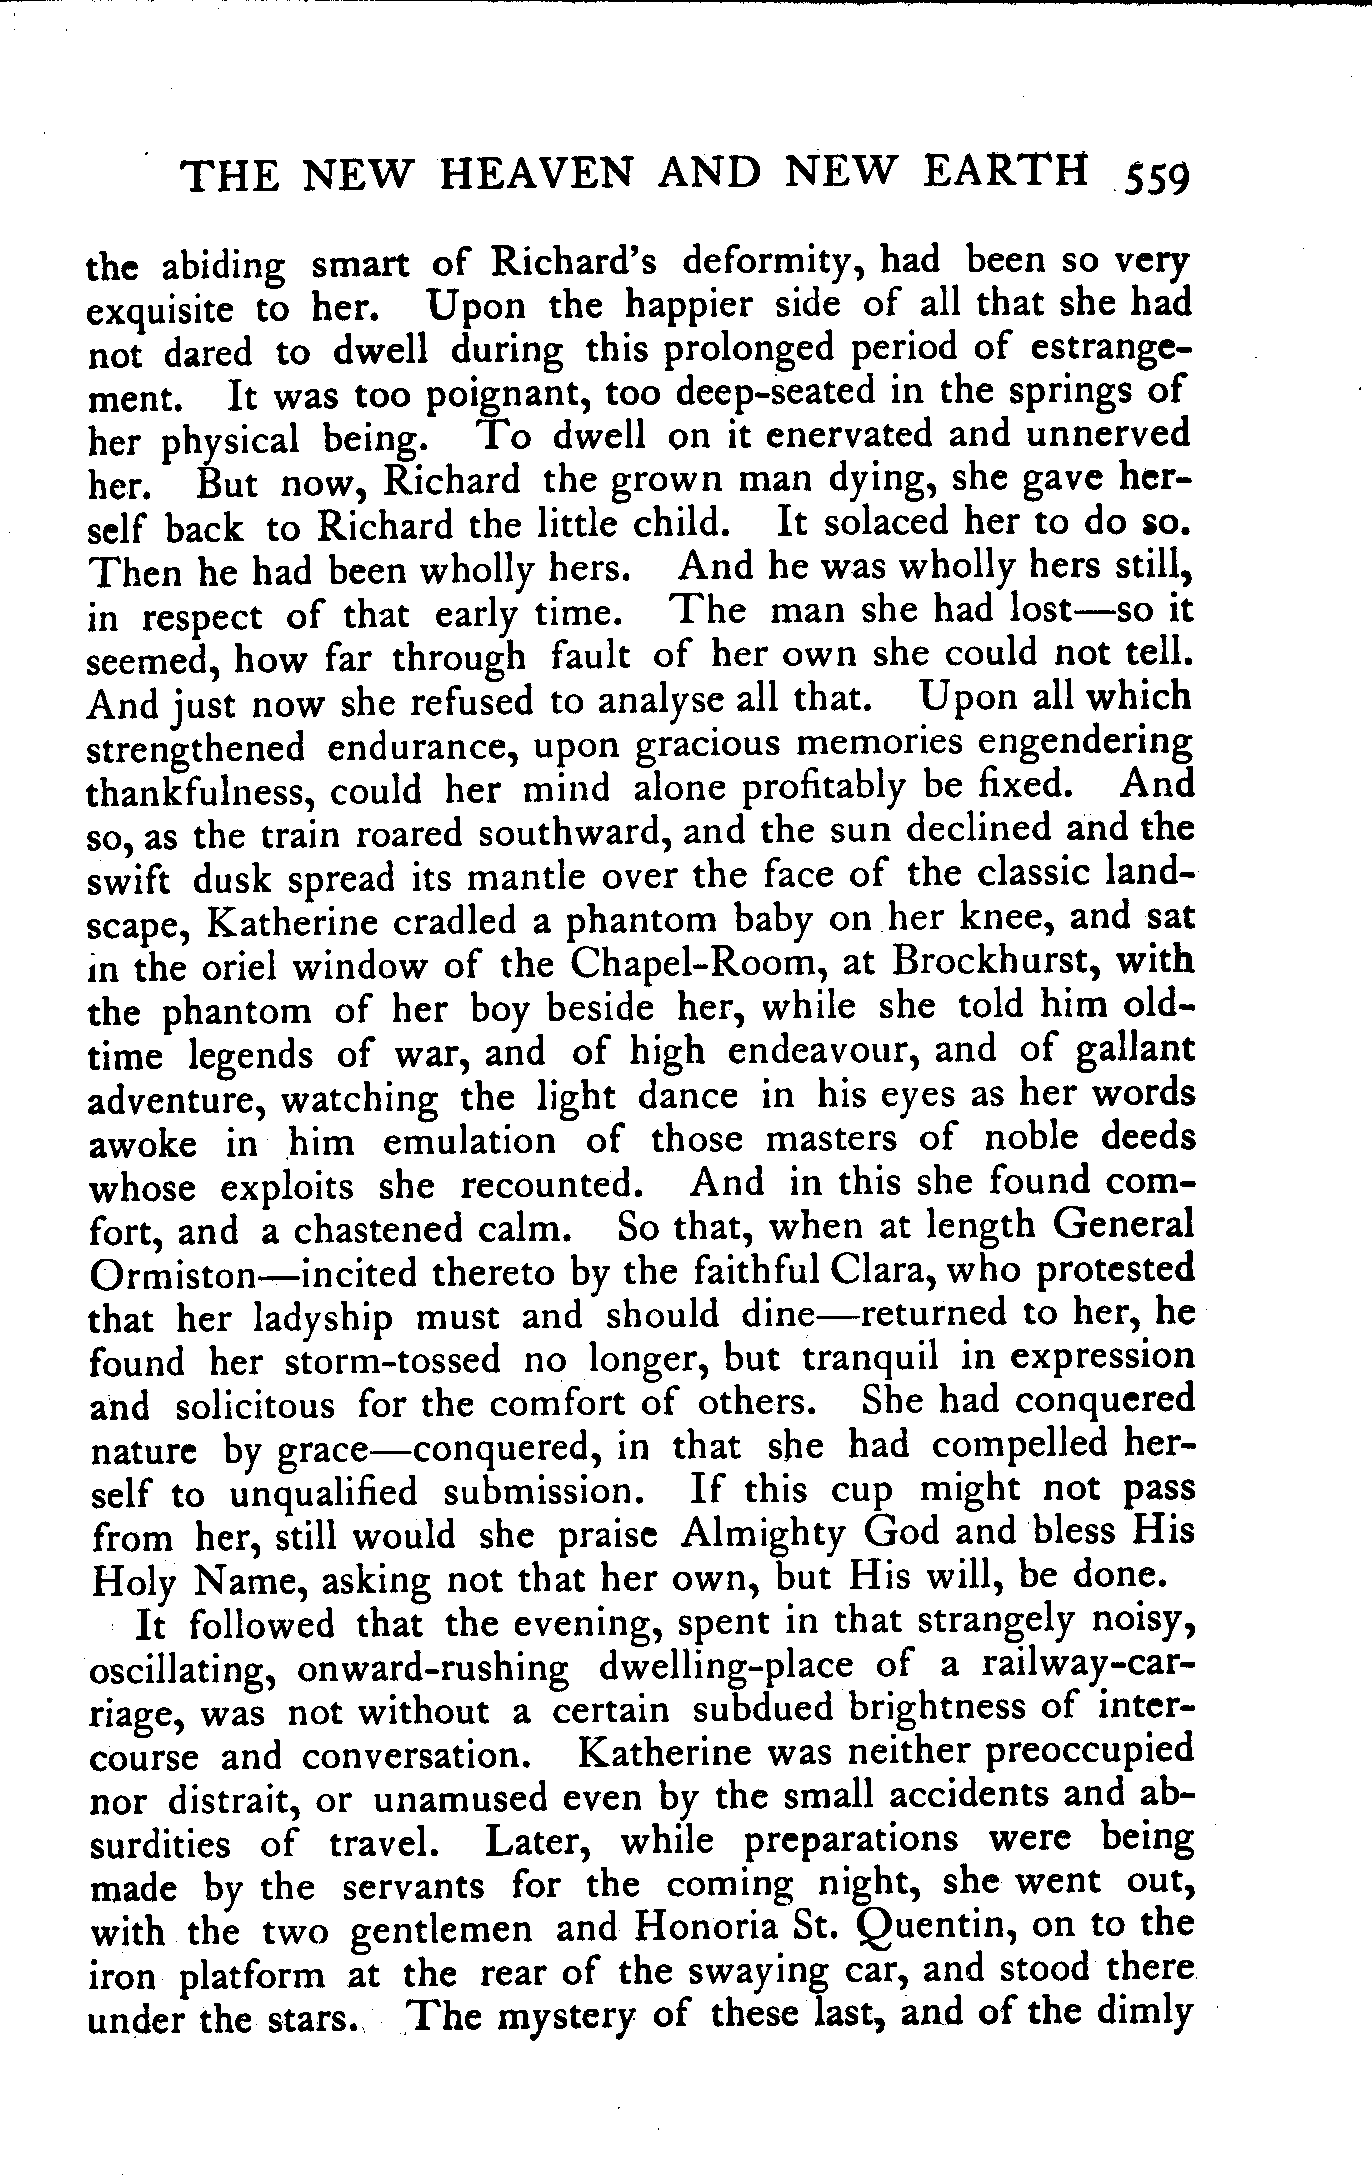 THE NEW HEAVEN AND NEW EARTH 559
the abiding smart of Richard's deformity, had been so very
exquisite to her. Upon the happier side of all that she had
not dared to dwell during this prolonged period of estrange-
ment. It was too poignant, too deep-seated in the springs of
her physical being. To dwell on it enervated and unnerved
her. But now, Richard the grown man dying, she gave her-
self back to Richard the little child. It solaced her to do so.
Then he had been wholly hers. And he was wholly hers still,
in respect of that early time. The man she had lost—so it
seemed, how far through fault of her own she could not tell.
And just now she refused to analyse all that. Upon all which
strengthened endurance, upon gracious memories engendering
thankfulness, could her mind alone profitably be fixed. And
so, as the train roared southward, and the sun declined and the
swift dusk spread its mantle over the face of the classic land-
scape, Katherine cradled a phantom baby on her knee, and sat
in the oriel window of the Chapel-Room, at Brockhurst, with
the phantom of her boy beside her, while she told him old-
time legends of war, and of high endeavour, and of gallant
adventure, watching the light dance in his eyes as her words
awoke in him emulation of those masters of noble deeds
whose exploits she recounted. And in this she found com-
fort, and a chastened calm. So that, when at length General
Ormiston—incited thereto by the faithful Clara, who protested
that her ladyship must and should dine—returned to her, he
found her storm-tossed no longer, but tranquil in expression
and solicitous for the comfort of others. She had conquered
nature by grace—conquered, in that she had compelled her-
self to unqualified submission. If this cup might not pass
from her, still would she praise Almighty God and bless His
Holy Name, asking not that her own, but His will, be done.
It followed that the evening, spent in that strangely noisy,
oscillating, onward-rushing dwelling-place of a railway-car-
riage, was not without a certain subdued brightness of inter-
course and conversation. Katherine was neither preoccupied
nor distrait, or unamused even by the small accidents and ab-
surdities of travel. Later, while preparations were being
made by the servants for the coming night, she went out,
with the two gentlemen and Honoria St. Quentin, on to the
iron platform at the rear of the swaying car, and stood there
under the stars. The mystery of these last, and of the dimly